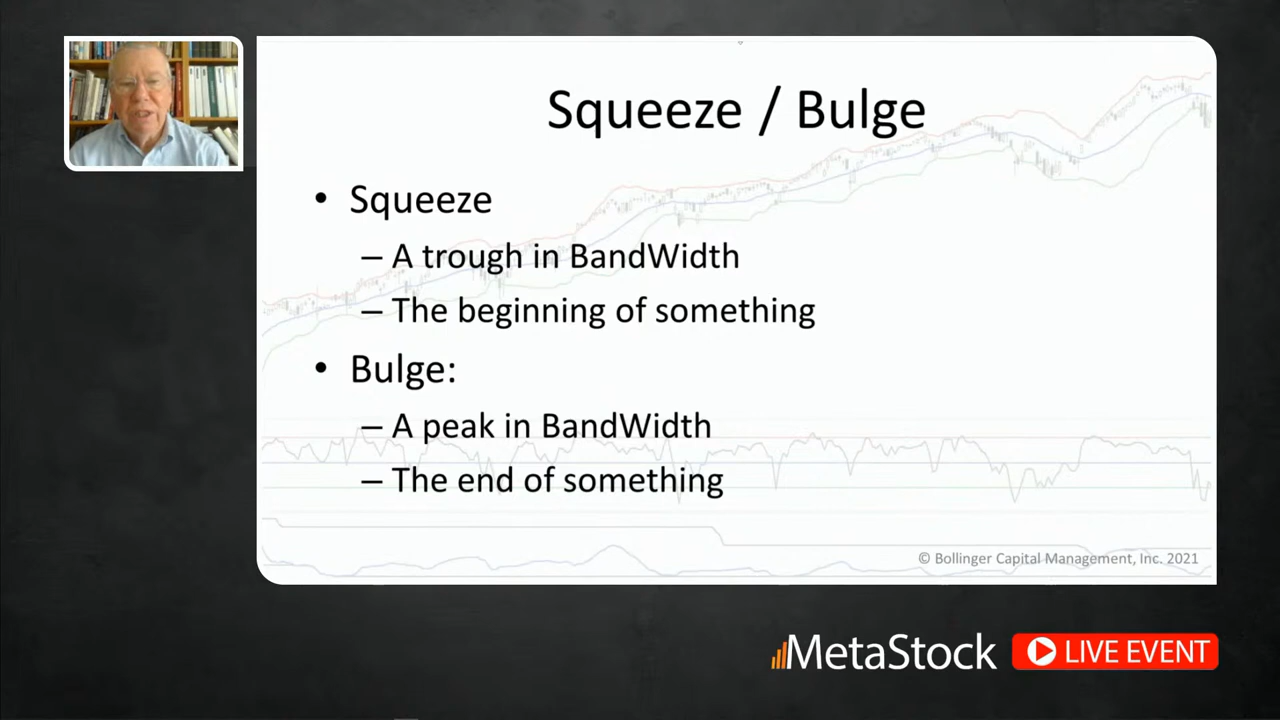 Squeeze / Bulge
• Squeeze
– A trough in BandWidth
– The beginning of something
• Bulge:
– A peak in BandWidth
– The end of something
© Bollinger Capital Management, Inc. 2021
MetaStock LIVE EVENT